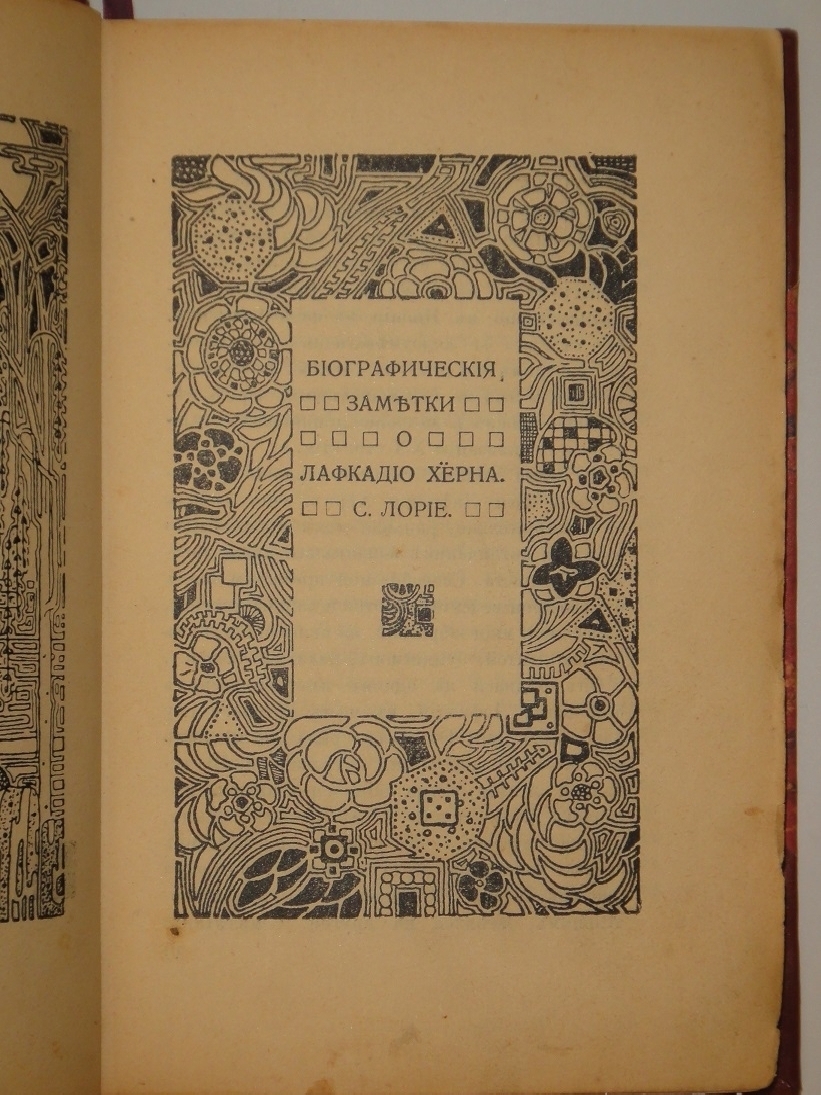 БІОГРАФИЧЕСКІЯ
□ □ ЗАМѢТКИ □ □
□ □ □ О □ □ □
ЛАФКАДІО ХЁРНА.
□ □ С. ЛОРІЕ. □ □